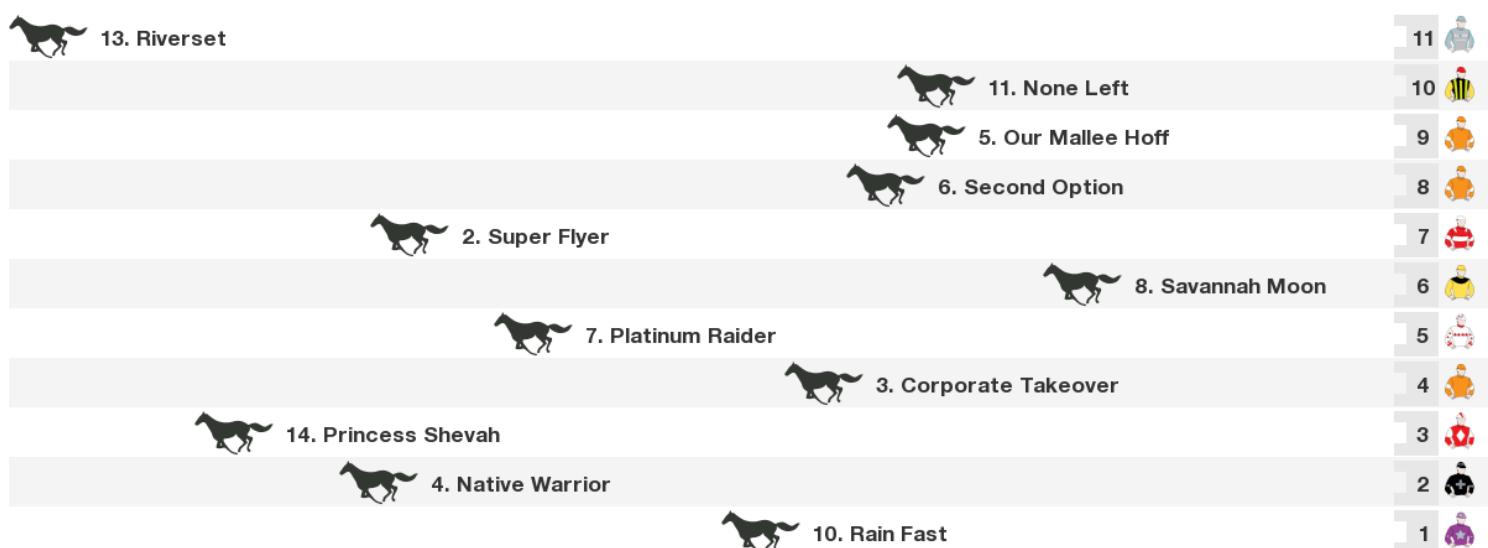 13. Riverset 11
11. None Left 10
5. Our Mallee Hoff 9
6. Second Option 8
2. Super Flyer 7
8. Savannah Moon 6
7. Platinum Raider 5
3. Corporate Takeover 4
14. Princess Shevah 3
4. Native Warrior 2
10. Rain Fast 1